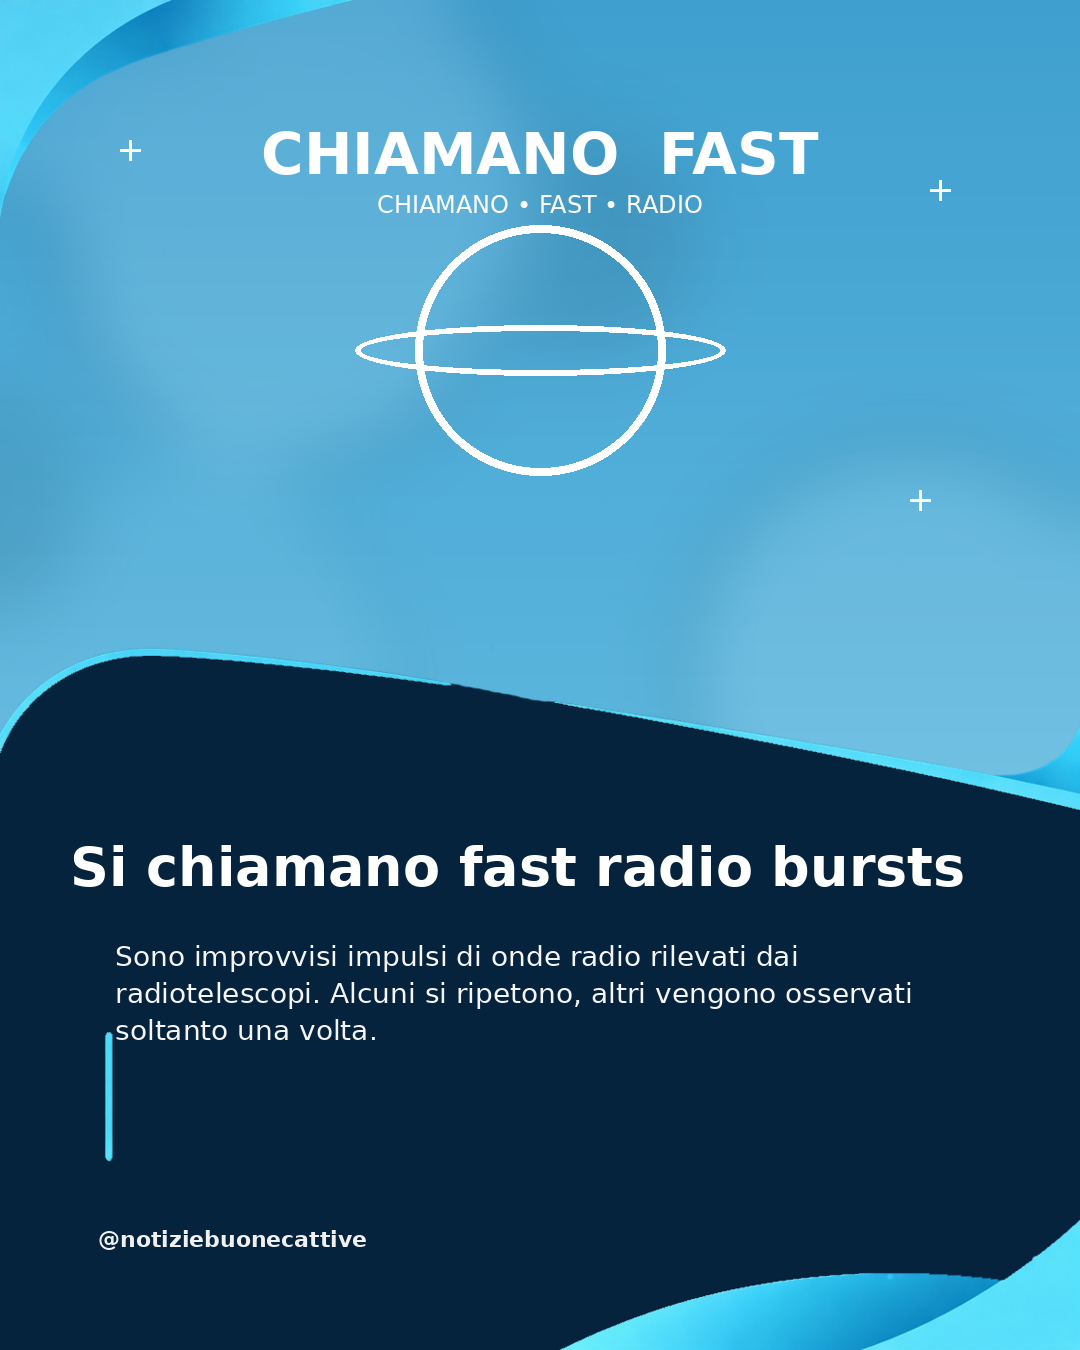 CHIAMANO FAST
CHIAMANO • FAST • RADIO
Si chiamano fast radio bursts
Sono improvvisi impulsi di onde radio rilevati dai
radiotelescopi. Alcuni si ripetono, altri vengono osservati
soltanto una volta.
@notiziebuonecattive